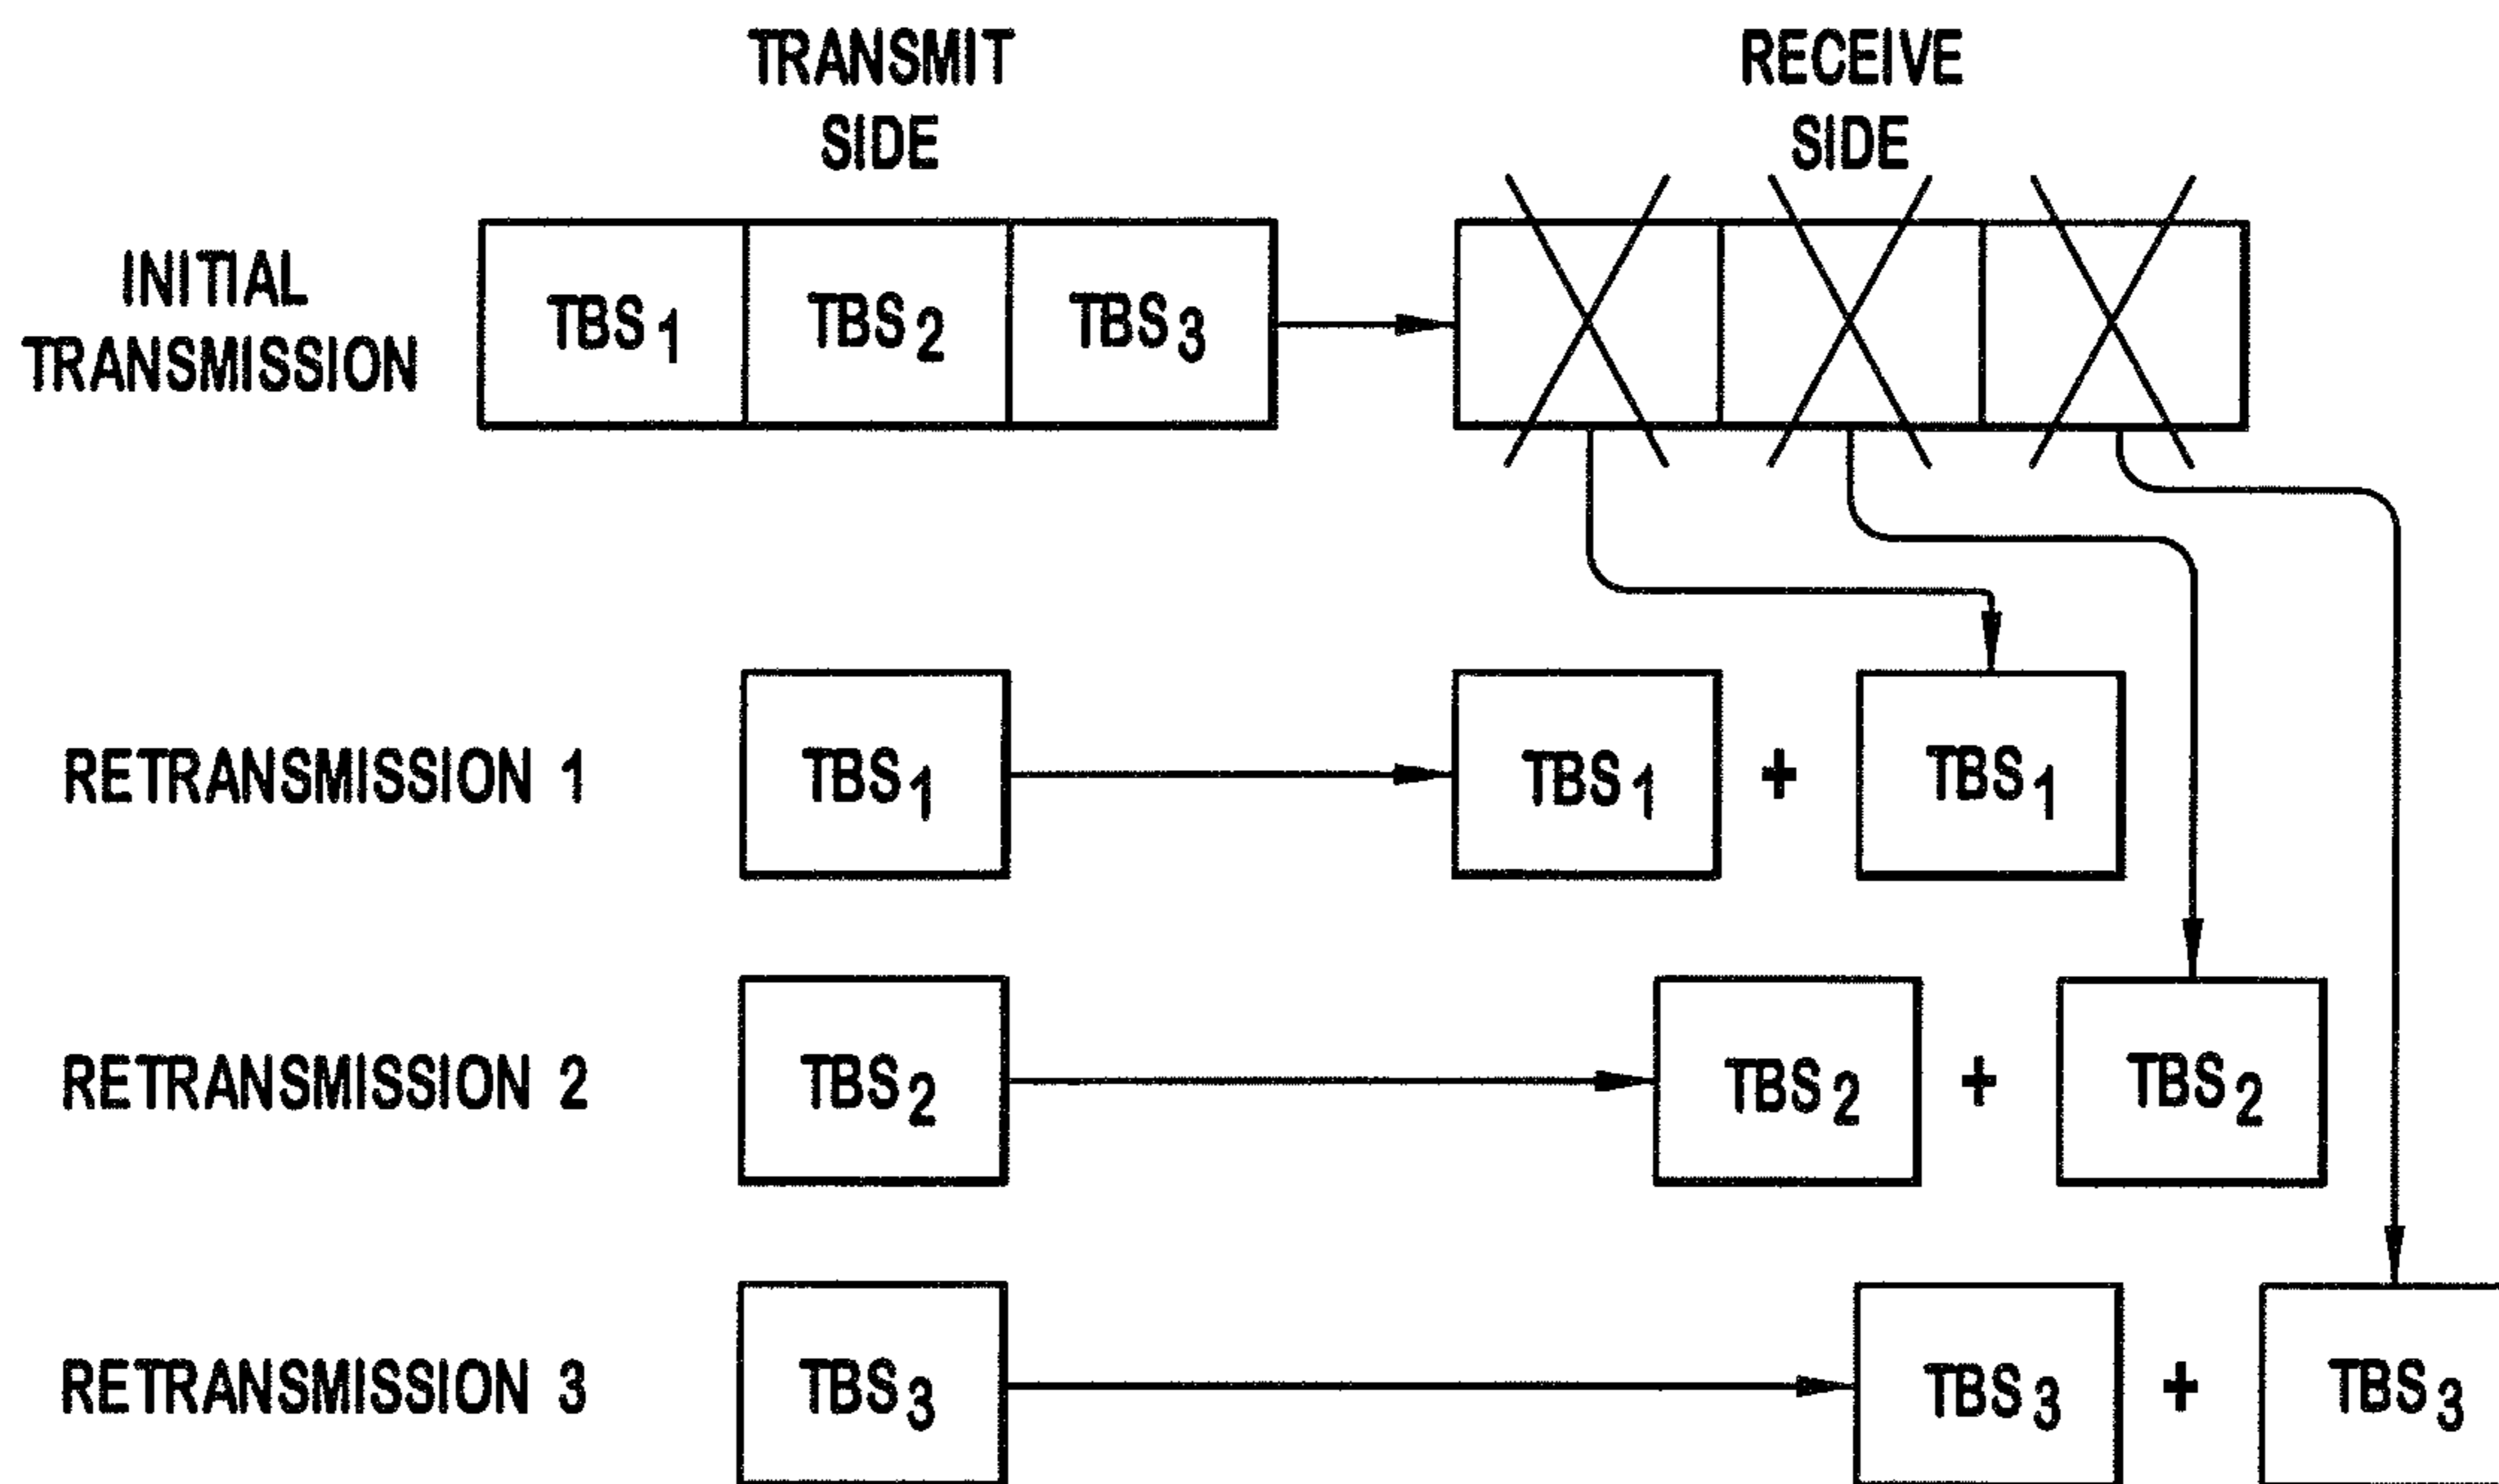 TRANSMIT
SIDE
RECEIVE
SIDE
INITIAL
TRANSMISSION
TBS1 TBS2 TBS3
RETRANSMISSION 1 TBS1 TBS1 + TBS1
RETRANSMISSION 2 TBS2 TBS2 + TBS2
RETRANSMISSION 3 TBS3 TBS3 + TBS3